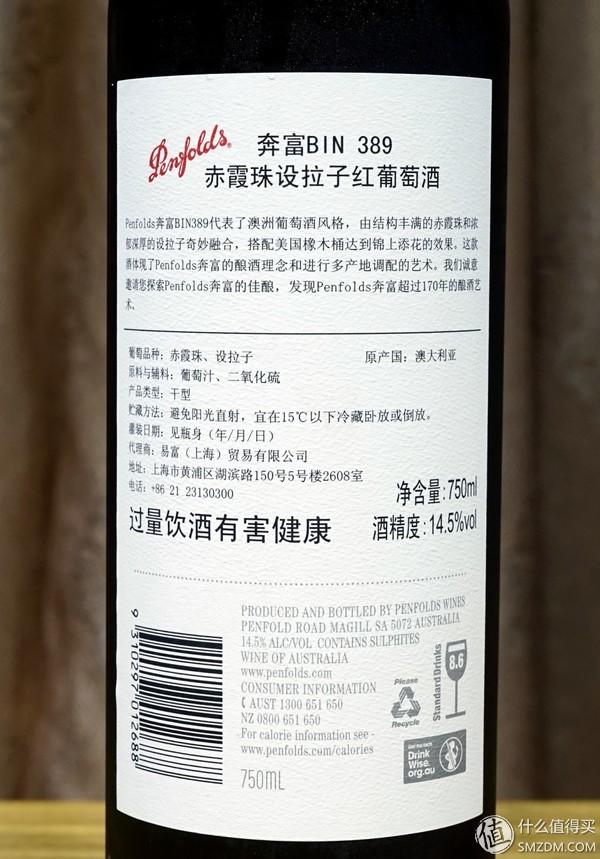 Penfolds®
奔富BIN 389
赤霞珠设拉子红葡萄酒
Penfolds奔富BIN389代表了澳洲葡萄酒风格，由结构丰满的赤霞珠和浓
郁深厚的设拉子奇妙融合，搭配美国橡木桶达到锦上添花的效果。这款
酒体现了Penfolds奔富的酿酒理念和进行多产地调配的艺术。我们诚意
邀请您探索Penfolds奔富的佳酿，发现Penfolds奔富超过170年的酿酒艺
术。
葡萄品种：赤霞珠、设拉子 原产国：澳大利亚
原料与辅料：葡萄汁、二氧化硫
产品类型：干型
贮藏方法：避免阳光直射，宜在15℃以下冷藏卧放或倒放。
灌装日期：见瓶身（年/月/日）
代理商：易富（上海）贸易有限公司
地址：上海市黄浦区湖滨路150号5号楼2608室
电话：+86 21 23130300
净含量：750ml
过量饮酒有害健康
酒精度：14.5%vol
9310297012688
PRODUCED AND BOTTLED BY PENFOLDS WINES
PENFOLD ROAD MAGILL SA 5072 AUSTRALIA
14.5% ALC/VOL CONTAINS SULPHITES
WINE OF AUSTRALIA
www.penfolds.com
CONSUMER INFORMATION
AUST 1300 651 650
NZ 0800 651 650
For calorie information see -
www.penfolds.com/calories
750ML
Please
Recycle
Standard Drinks
8.6
Get the facts
Drink
Wise.
org.au
值 什么值得买
SMZDM.COM